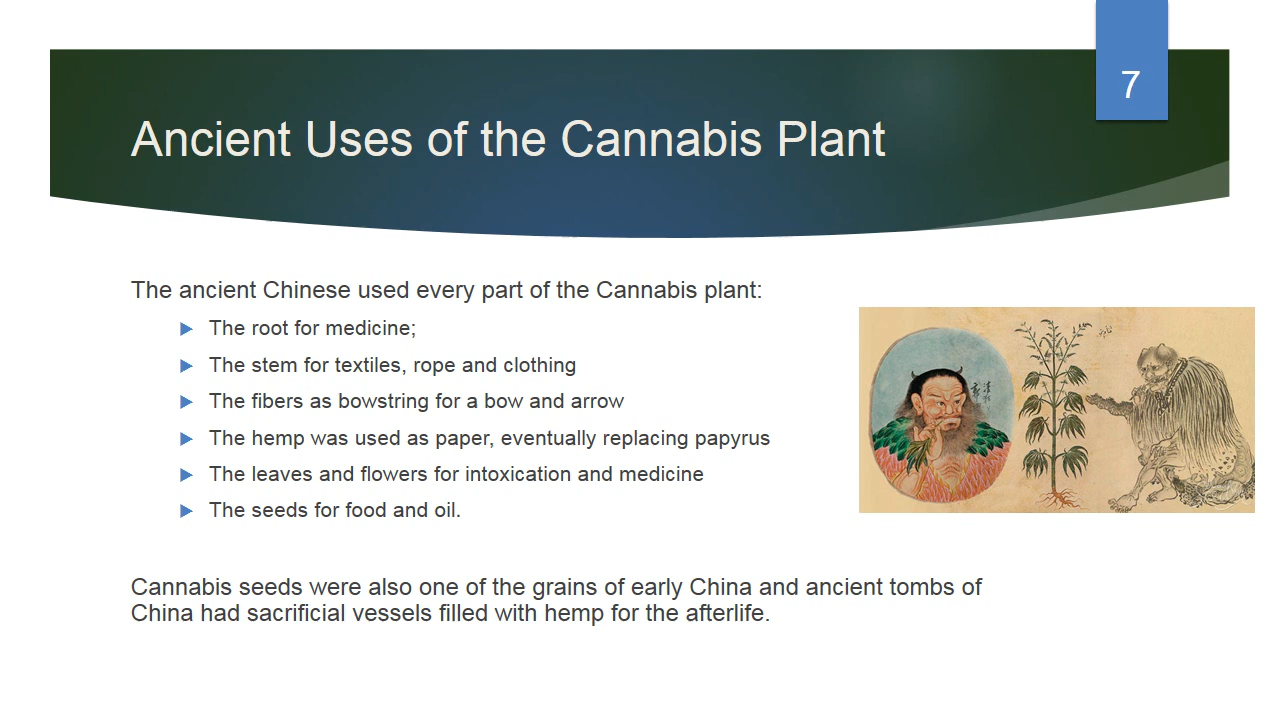 7
Ancient Uses of the Cannabis Plant
The ancient Chinese used every part of the Cannabis plant:
The root for medicine;
The stem for textiles, rope and clothing
The fibers as bowstring for a bow and arrow
The hemp was used as paper, eventually replacing papyrus
The leaves and flowers for intoxication and medicine
The seeds for food and oil.
Cannabis seeds were also one of the grains of early China and ancient tombs of
China had sacrificial vessels filled with hemp for the afterlife.